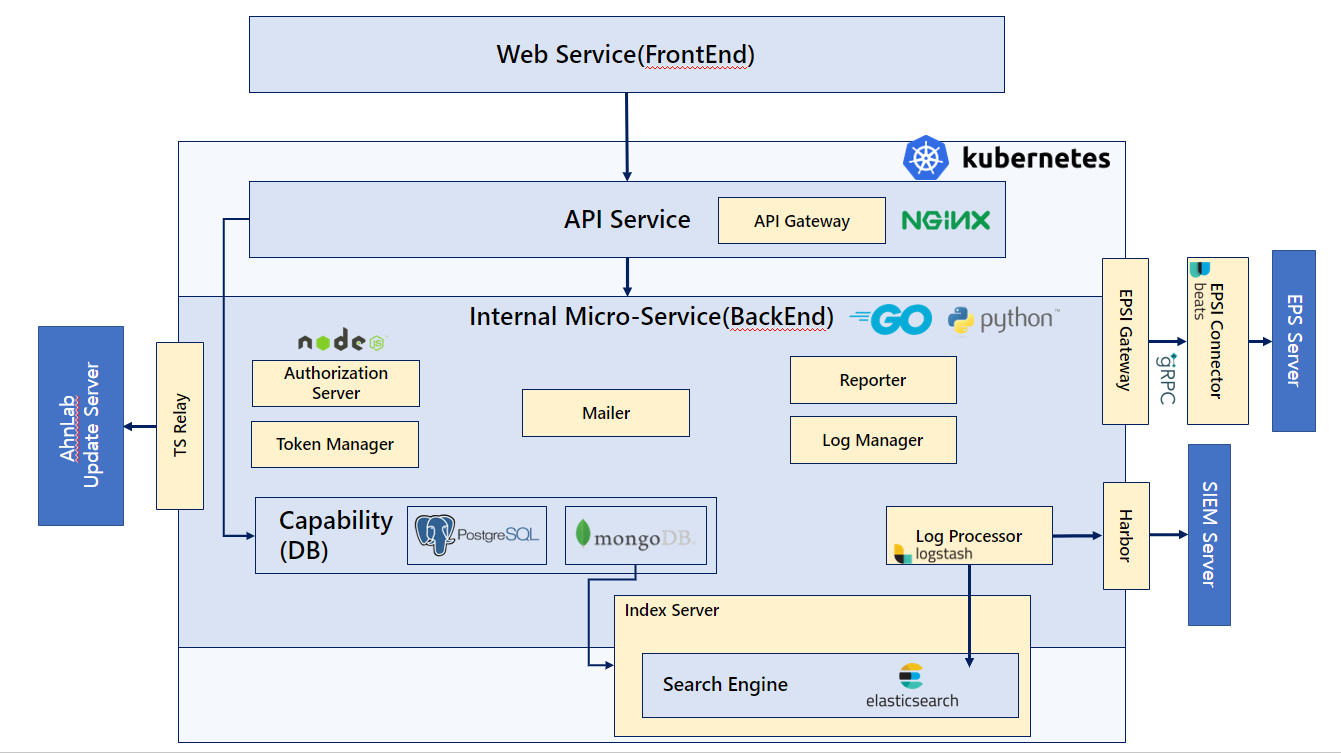 Web Service(FrontEnd)
kubernetes
API Service
API Gateway
NGINX
Internal Micro-Service(BackEnd)
GO
python™
node
JS
Authorization
Server
Token Manager
Mailer
Reporter
Log Manager
EPSI Gateway
gRPC
EPSI Connector
beats
EPS Server
AhnLab
Update Server
TS Relay
Capability
(DB)
PostgreSQL
mongoDB.
Log Processor
logstash
Harbor
SIEM Server
Index Server
Search Engine
elasticsearch